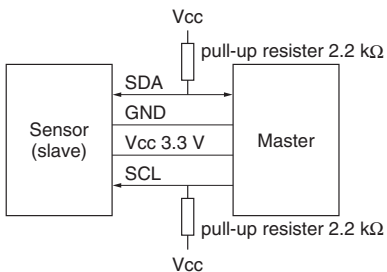 Vcc
pull-up resister 2.2 kΩ
SDA
GND
Sensor
(slave)
Vcc 3.3 V
Master
SCL
pull-up resister 2.2 kΩ
Vcc